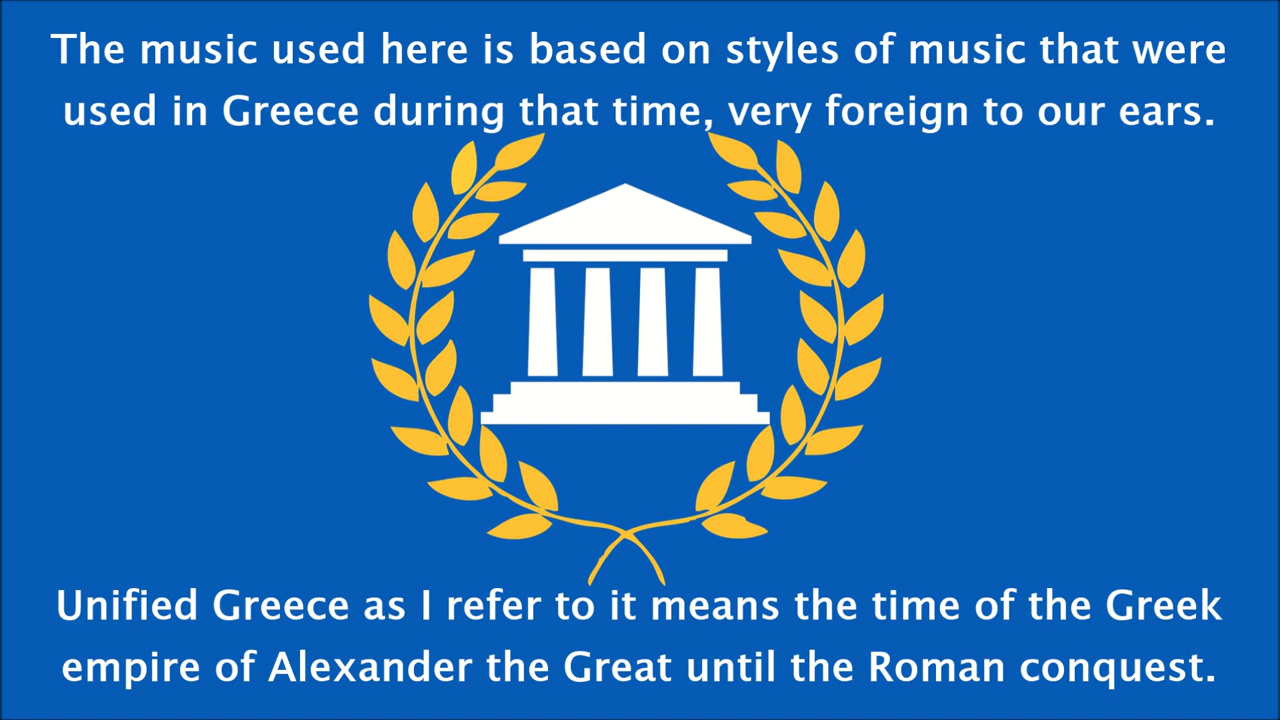 The music used here is based on styles of music that were
used in Greece during that time, very foreign to our ears.
Unified Greece as I refer to it means the time of the Greek
empire of Alexander the Great until the Roman conquest.